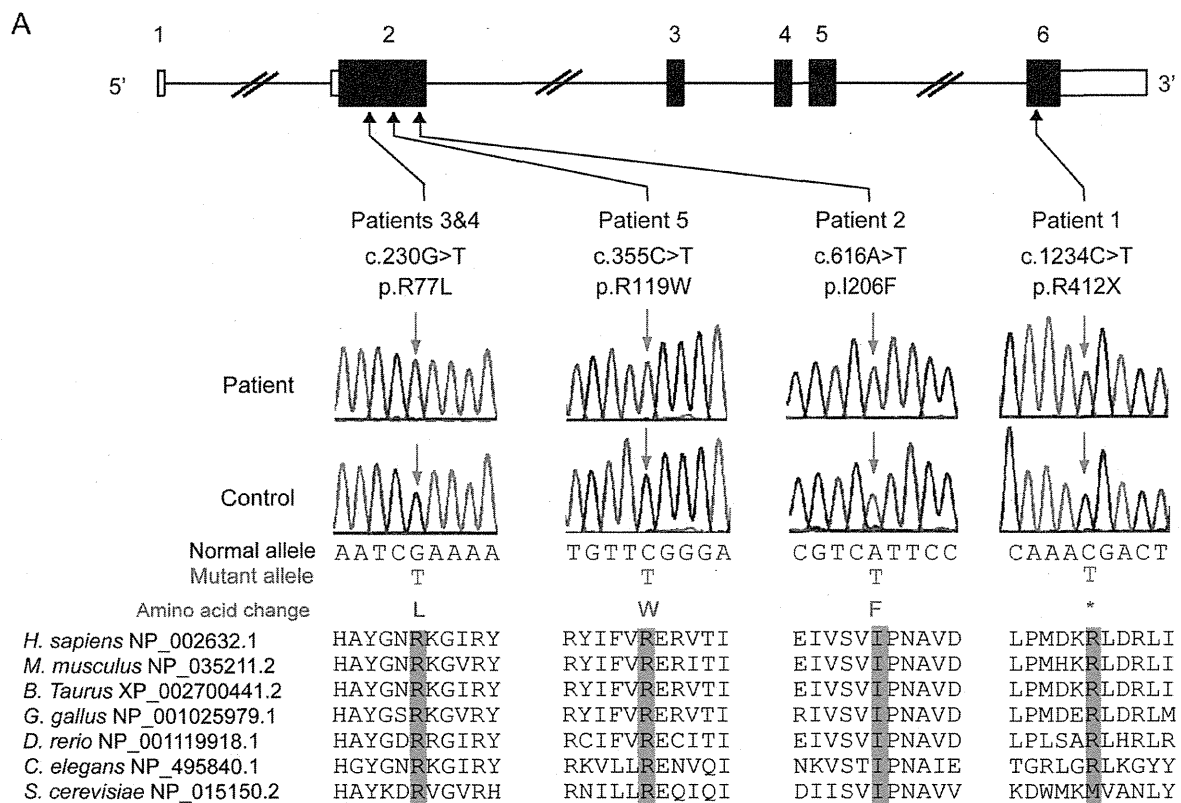 A
1 2 3 4 5 6
5' 3'
Patients 3&4 Patient 5 Patient 2 Patient 1
c.230G>T c.355C>T c.616A>T c.1234C>T
p.R77L p.R119W p.I206F p.R412X
Patient
Control
Normal allele AATCGAAAA TGTTCGGGA CGTCATTCC CAAACGACT
Mutant allele T T T T
Amino acid change L W F *
H. sapiens NP_002632.1 HAYGNRKGIRY RYIFVRERVTI EIVSVIPNAVD LPMDKRLDRLI
M. musculus NP_035211.2 HAYGNRKGVRY RYIFVRERITI EIVSVIPNAVD LPMHKRLDRLI
B. Taurus XP_002700441.2 HAYGNRKGIRY RYIFVRERVTI EIVSVIPNAVD LPMDKRLDRLI
G. gallus NP_001025979.1 HAYGSRKGVRY RYIFVRERVTI RIVSVIPNAVD LPMDERLDRLM
D. rerio NP_001119918.1 HAYGDRRGIRY RCIFVRECITI EIVSVIPNAVD LPLSARLHRLR
C. elegans NP_495840.1 HGYGNRKGIRY RKVLLRENVQI NKVSTIPNAIE TGRLGRLKGYY
S. cerevisiae NP_015150.2 HAYKDRVGVRH RNILLREQIQI DIISVIPNAVV KDWMKMVANLY